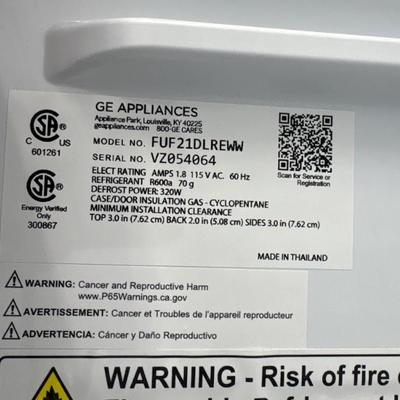 GE APPLIANCES
Appliance Park, Louisville, KY 40225
geappliances.com 800-GE CARES
MODEL NO. FUF21DLREWW
SERIAL NO. VZ054064
ELECT RATING AMPS 1.8 115 V AC. 60 Hz
REFRIGERANT R600a 70 g
DEFROST POWER: 320W
CASE/DOOR INSULATION GAS - CYCLOPENTANE
MINIMUM INSTALLATION CLEARANCE
TOP 3.0 in (7.62 cm) BACK 2.0 in (5.08 cm) SIDES 3.0 in (7.62 cm)
SA
C US
601261
SA
Energy Verified
Only
300867
Scan for Service or
Registration
MADE IN THAILAND
WARNING: Cancer and Reproductive Harm
www.P65Warnings.ca.gov
AVERTISSEMENT: Cancer et Troubles de l'appareil reproducteur
ADVERTENCIA: Cáncer y Daño Reproductivo
WARNING - Risk of fire